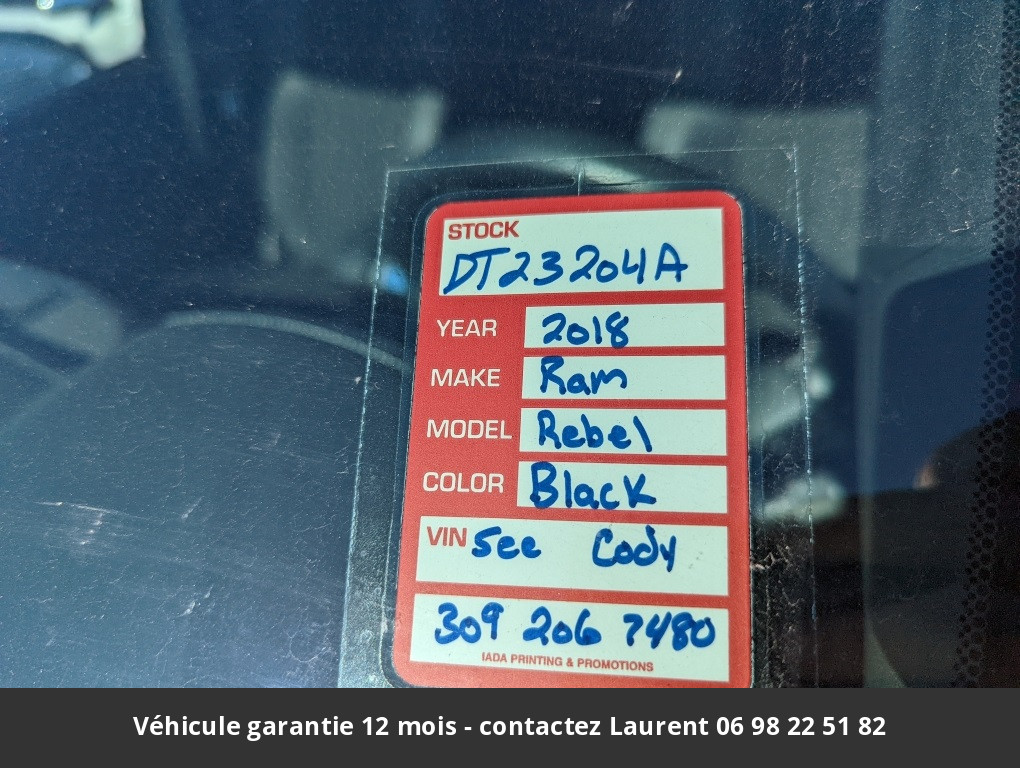 STOCK
DT23204A
YEAR 2018
MAKE Ram
MODEL Rebel
COLOR Black
VIN See Cody
309 206 7480
IADA PRINTING & PROMOTIONS
Véhicule garantie 12 mois - contactez Laurent 06 98 22 51 82